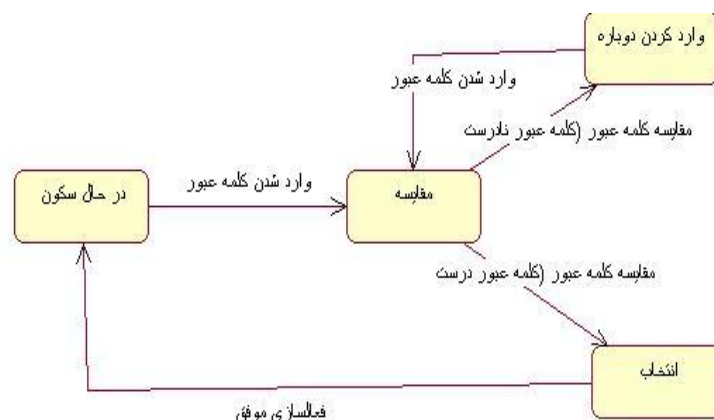 وارد کردن دوباره
وارد شدن کلمه عبور
مقایسه کلمه عبور (کلمه عبور نادرست
در حال سکون
وارد شدن کلمه عبور
مقایسه
مقایسه کلمه عبور (کلمه عبور درست
انتخاب
فعالسازی موفق